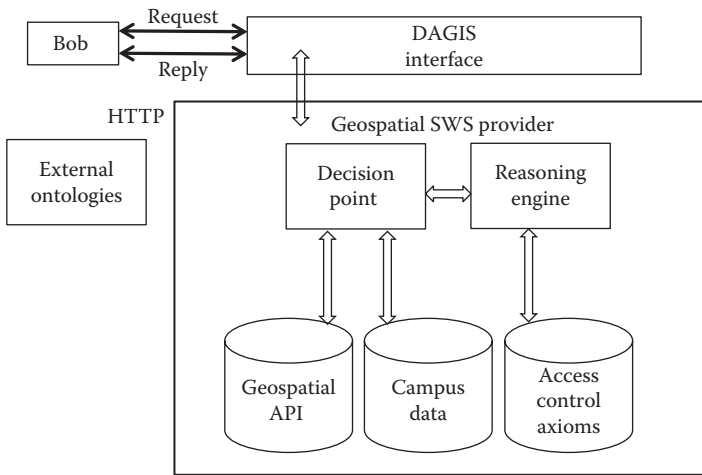 Request
Bob
Reply
DAGIS
interface
HTTP
Geospatial SWS provider
External
ontologies
Decision
point
Reasoning
engine
Geospatial
API
Campus
data
Access
control
axioms